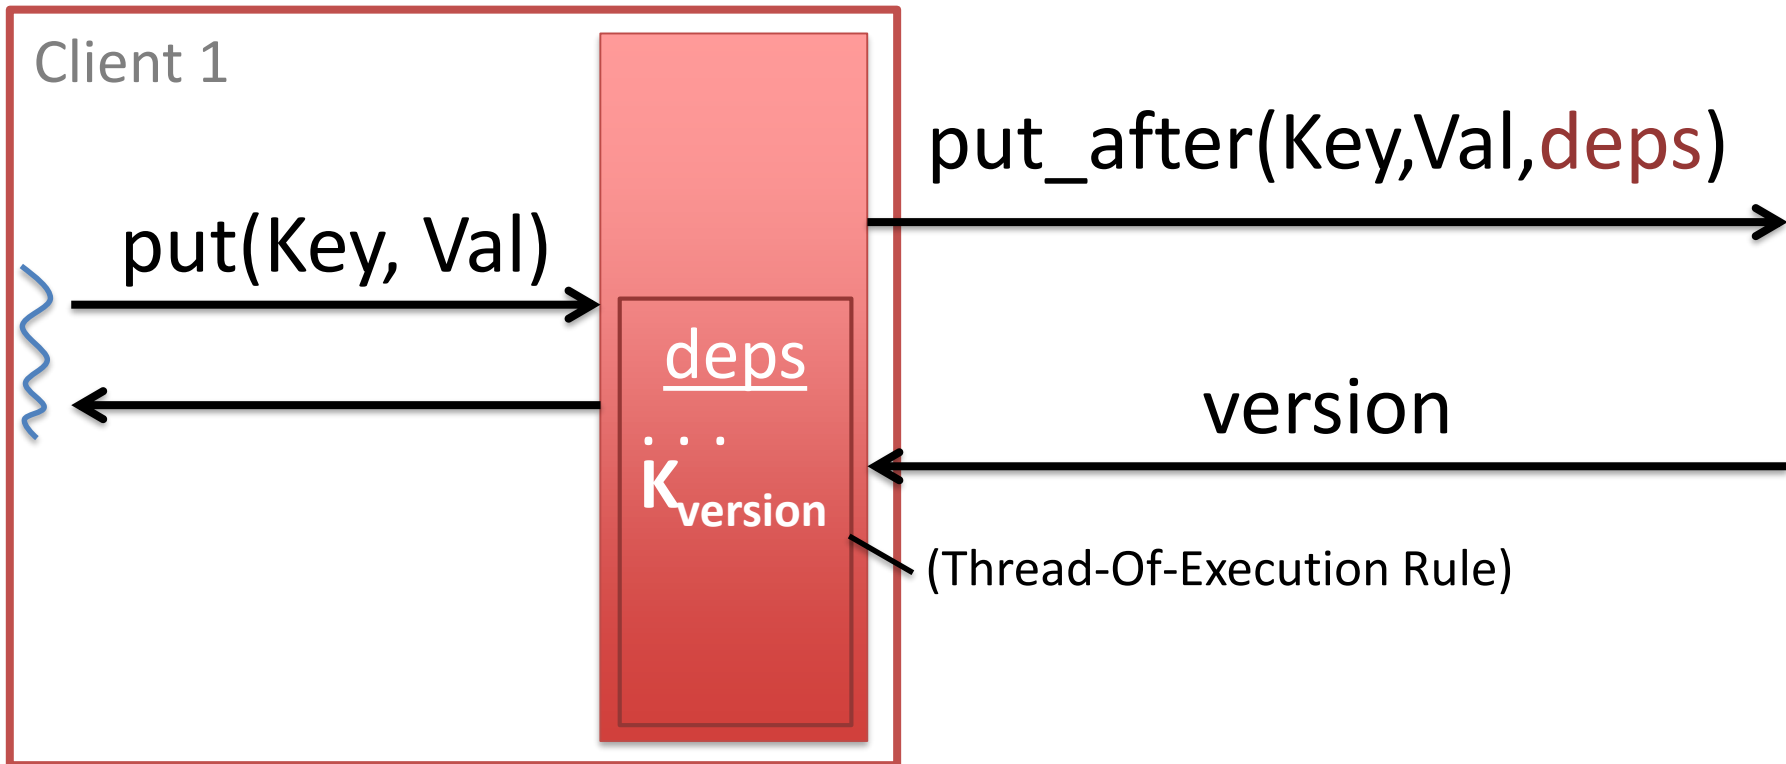 Client 1
put_after(Key,Val,deps)
put(Key, Val)
deps
. . .
Kversion
version
(Thread-Of-Execution Rule)